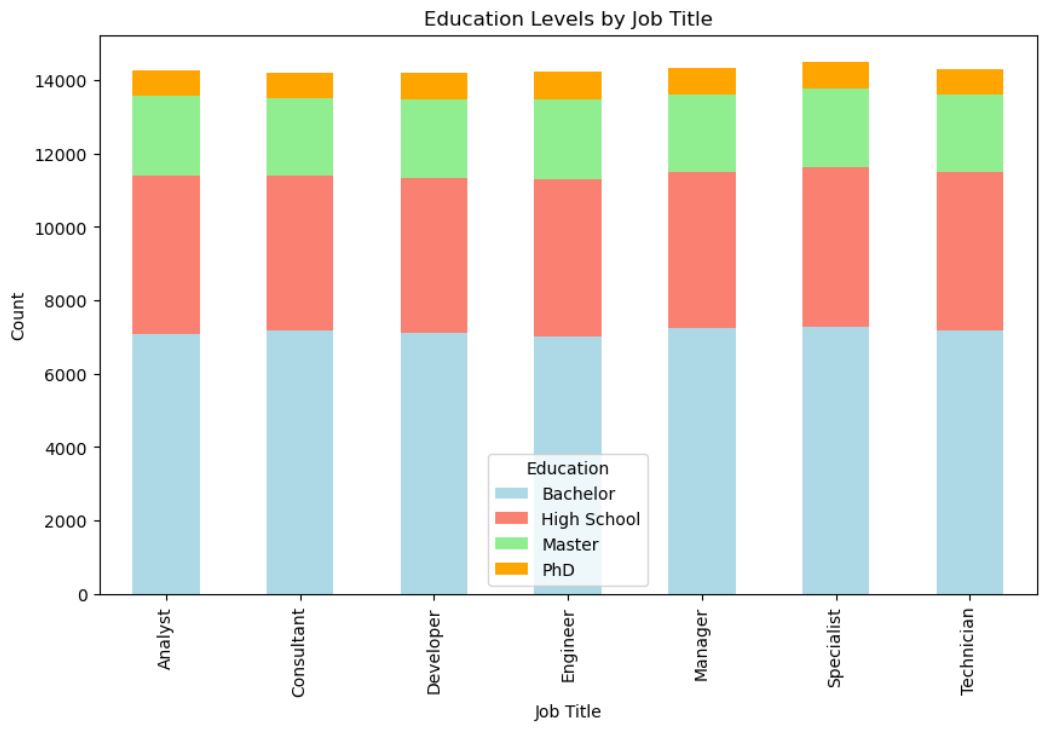 Education Levels by Job Title
Count
14000
12000
10000
8000
6000
4000
2000
0
Education
Bachelor
High School
Master
PhD
Analyst
Consultant
Developer
Engineer
Manager
Specialist
Technician
Job Title